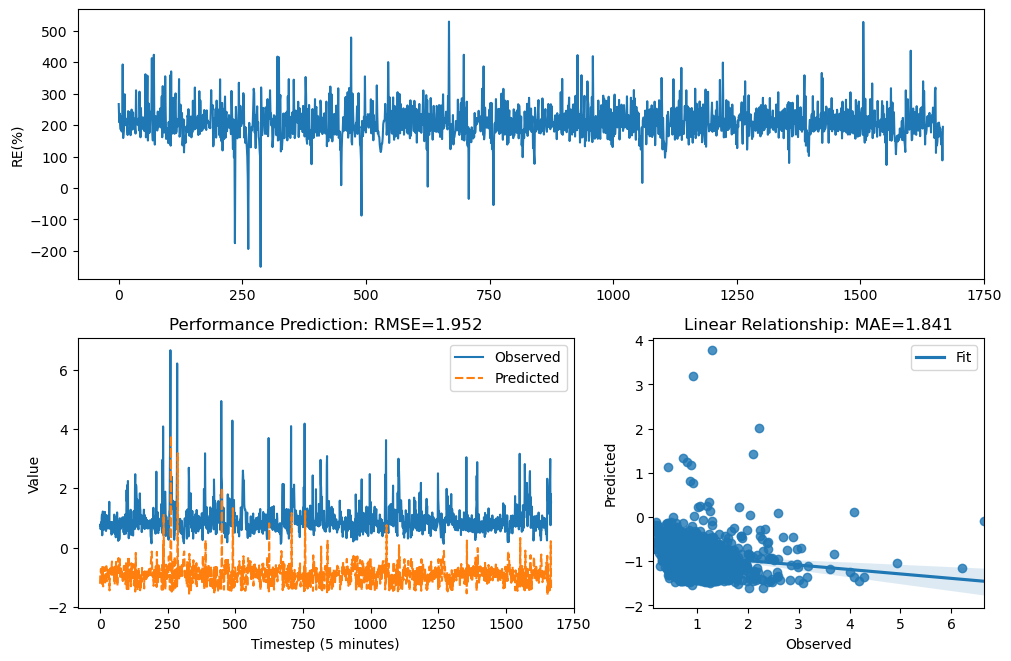 500
400
300
200
100
0
−100
−200
RE(%)
0 250 500 750 1000 1250 1500 1750
Performance Prediction: RMSE=1.952
Observed
Predicted
6
4
2
0
−2
Value
0 250 500 750 1000 1250 1500 1750
Timestep (5 minutes)
Linear Relationship: MAE=1.841
Fit
4
3
2
1
0
−1
−2
Predicted
1 2 3 4 5 6
Observed